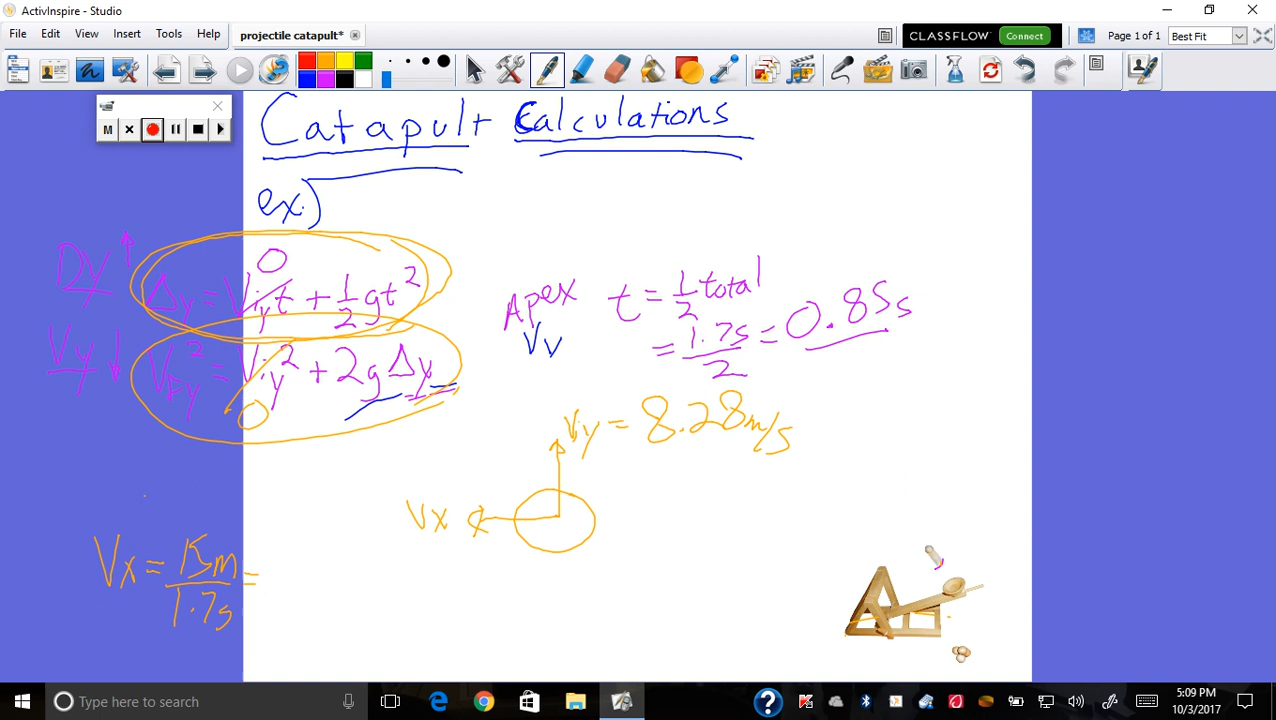 ActivInspire - Studio
File Edit View Insert Tools Help projectile catapult* CLASSFLOW Connect Page 1 of 1 Best Fit
Catapult Calculations
ex.)
0
Dy ↑ Δy = Viyt + 1/2 gt²
Apex t = 1/2 total
= 1.7s/2 = 0.85s
Vy
Vy ↓ Vfy² = Viy² + 2gΔy
0
Viy = 8.28m/s
Vx
Vx = 15m/1.7s =
Type here to search
5:09 PM
10/3/2017